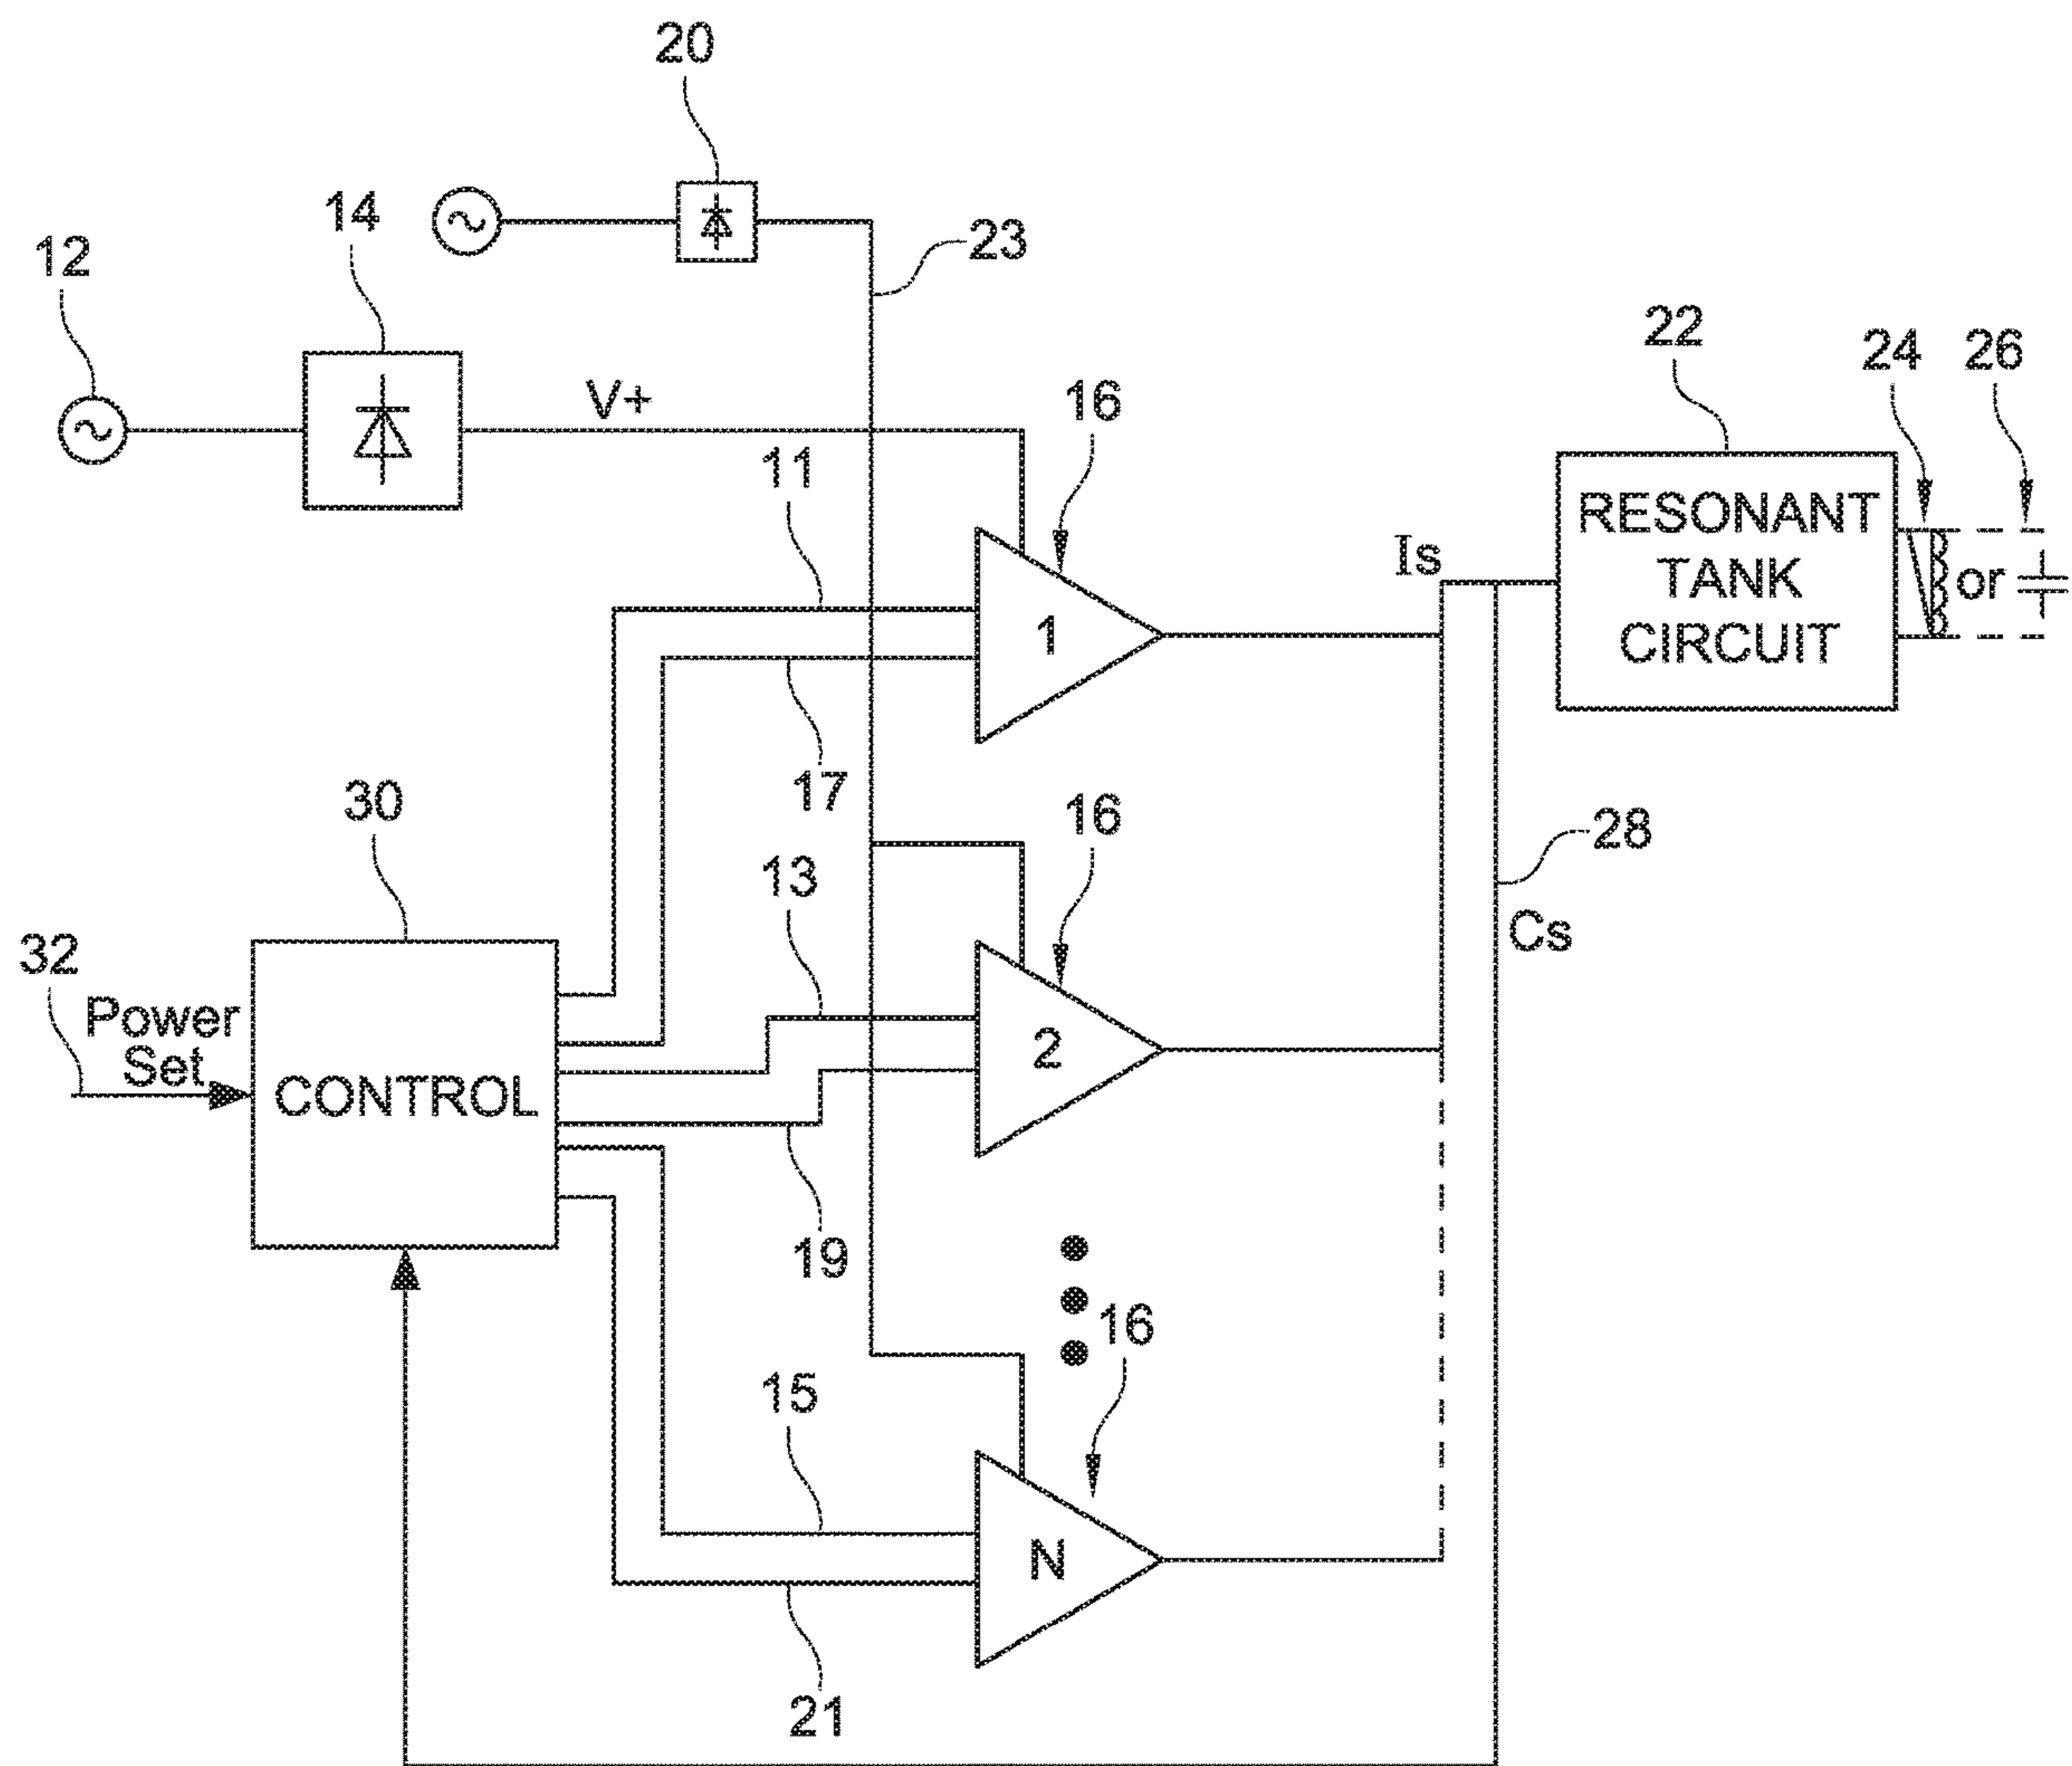 20
14
12
23
V+
11
16
22
24
26
Is
RESONANT
TANK
CIRCUIT
or
1
17
30
16
28
13
Cs
32
Power
Set
CONTROL
2
19
16
15
N
21